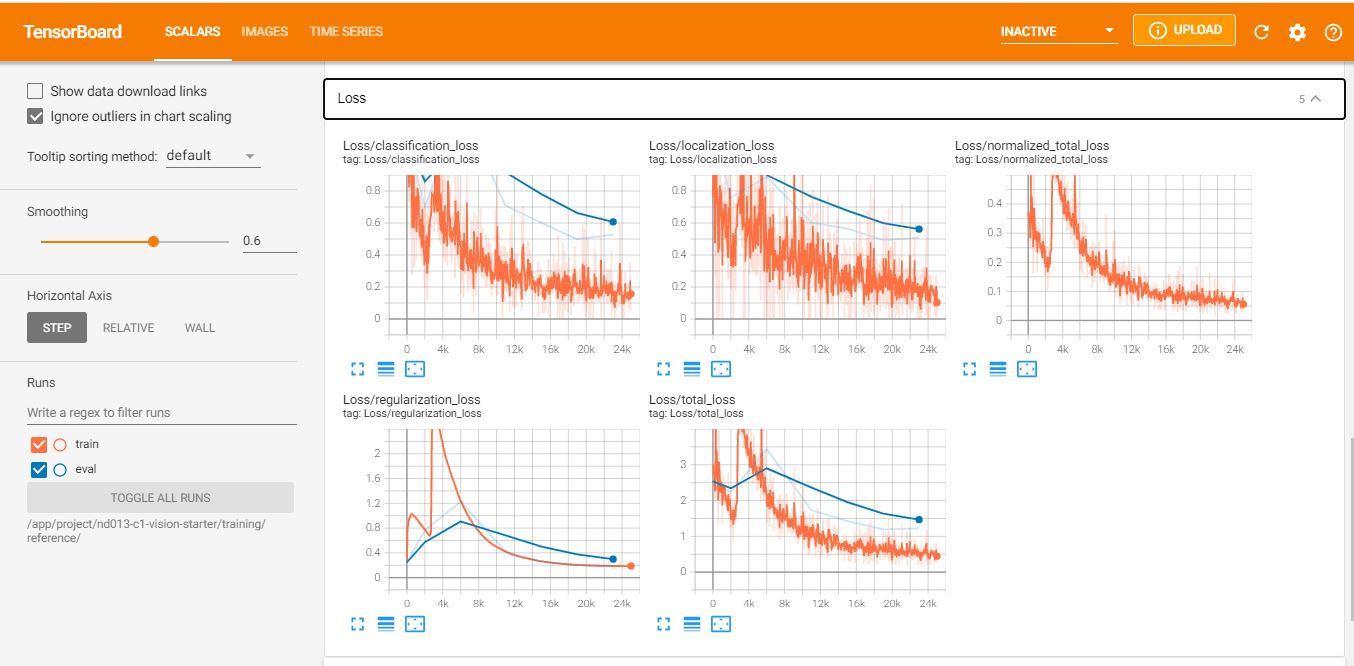 TensorBoard SCALARS IMAGES TIME SERIES INACTIVE UPLOAD
Show data download links
Ignore outliers in chart scaling
Tooltip sorting method: default
Smoothing
0.6
Horizontal Axis
STEP RELATIVE WALL
Runs
Write a regex to filter runs
train
eval
TOGGLE ALL RUNS
/app/project/nd013-c1-vision-starter/training/
reference/
Loss 5
Loss/classification_loss
tag: Loss/classification_loss
0.8
0.6
0.4
0.2
0
0 4k 8k 12k 16k 20k 24k
Loss/localization_loss
tag: Loss/localization_loss
0.8
0.6
0.4
0.2
0
0 4k 8k 12k 16k 20k 24k
Loss/normalized_total_loss
tag: Loss/normalized_total_loss
0.4
0.3
0.2
0.1
0
0 4k 8k 12k 16k 20k 24k
Loss/regularization_loss
tag: Loss/regularization_loss
2
1.6
1.2
0.8
0.4
0
0 4k 8k 12k 16k 20k 24k
Loss/total_loss
tag: Loss/total_loss
3
2
1
0
0 4k 8k 12k 16k 20k 24k